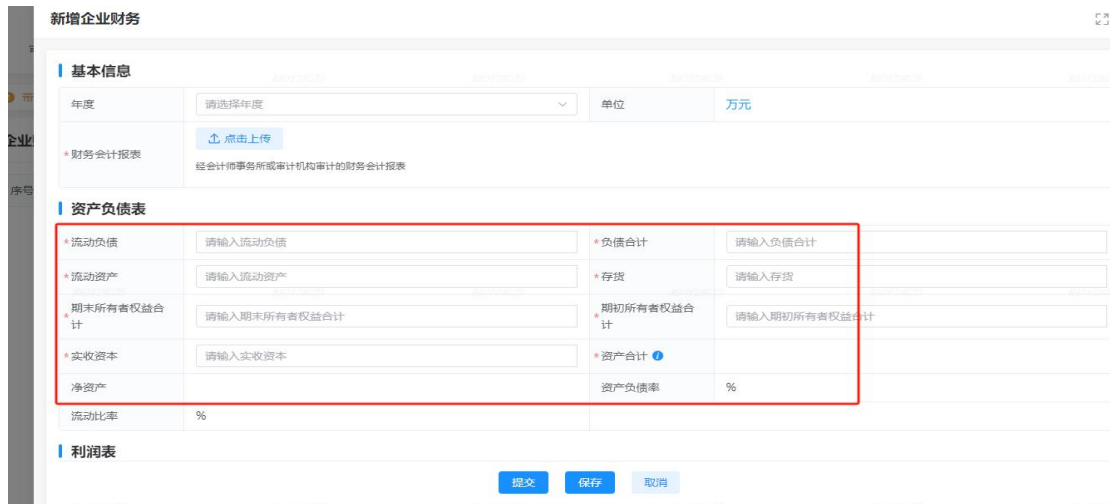 新增企业财务
基本信息
年度 请选择年度 单位 万元
*财务会计报表 点击上传
经会计师事务所或审计机构审计的财务会计报表
企业
序号
资产负债表
*流动负债 请输入流动负债 *负债合计 请输入负债合计
*流动资产 请输入流动资产 *存货 请输入存货
*期末所有者权益合计 请输入期末所有者权益合计 *期初所有者权益合计 请输入期初所有者权益合计
*实收资本 请输入实收资本 *资产合计
净资产 资产负债率 %
流动比率 %
利润表
提交 保存 取消